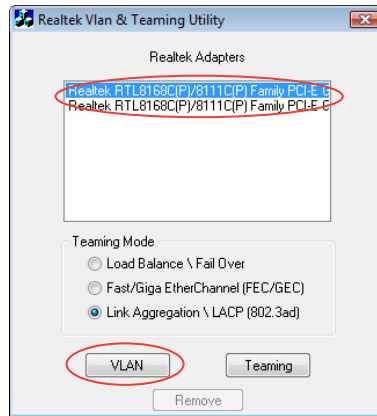 Realtek Vlan & Teaming Utility
Realtek Adapters
Realtek RTL8168C(P)/8111C(P) Family PCI-E G
Realtek RTL8168C(P)/8111C(P) Family PCI-E G
Teaming Mode
Load Balance \ Fail Over
Fast/Giga EtherChannel (FEC/GEC)
Link Aggregation \ LACP (802.3ad)
VLAN
Teaming
Remove